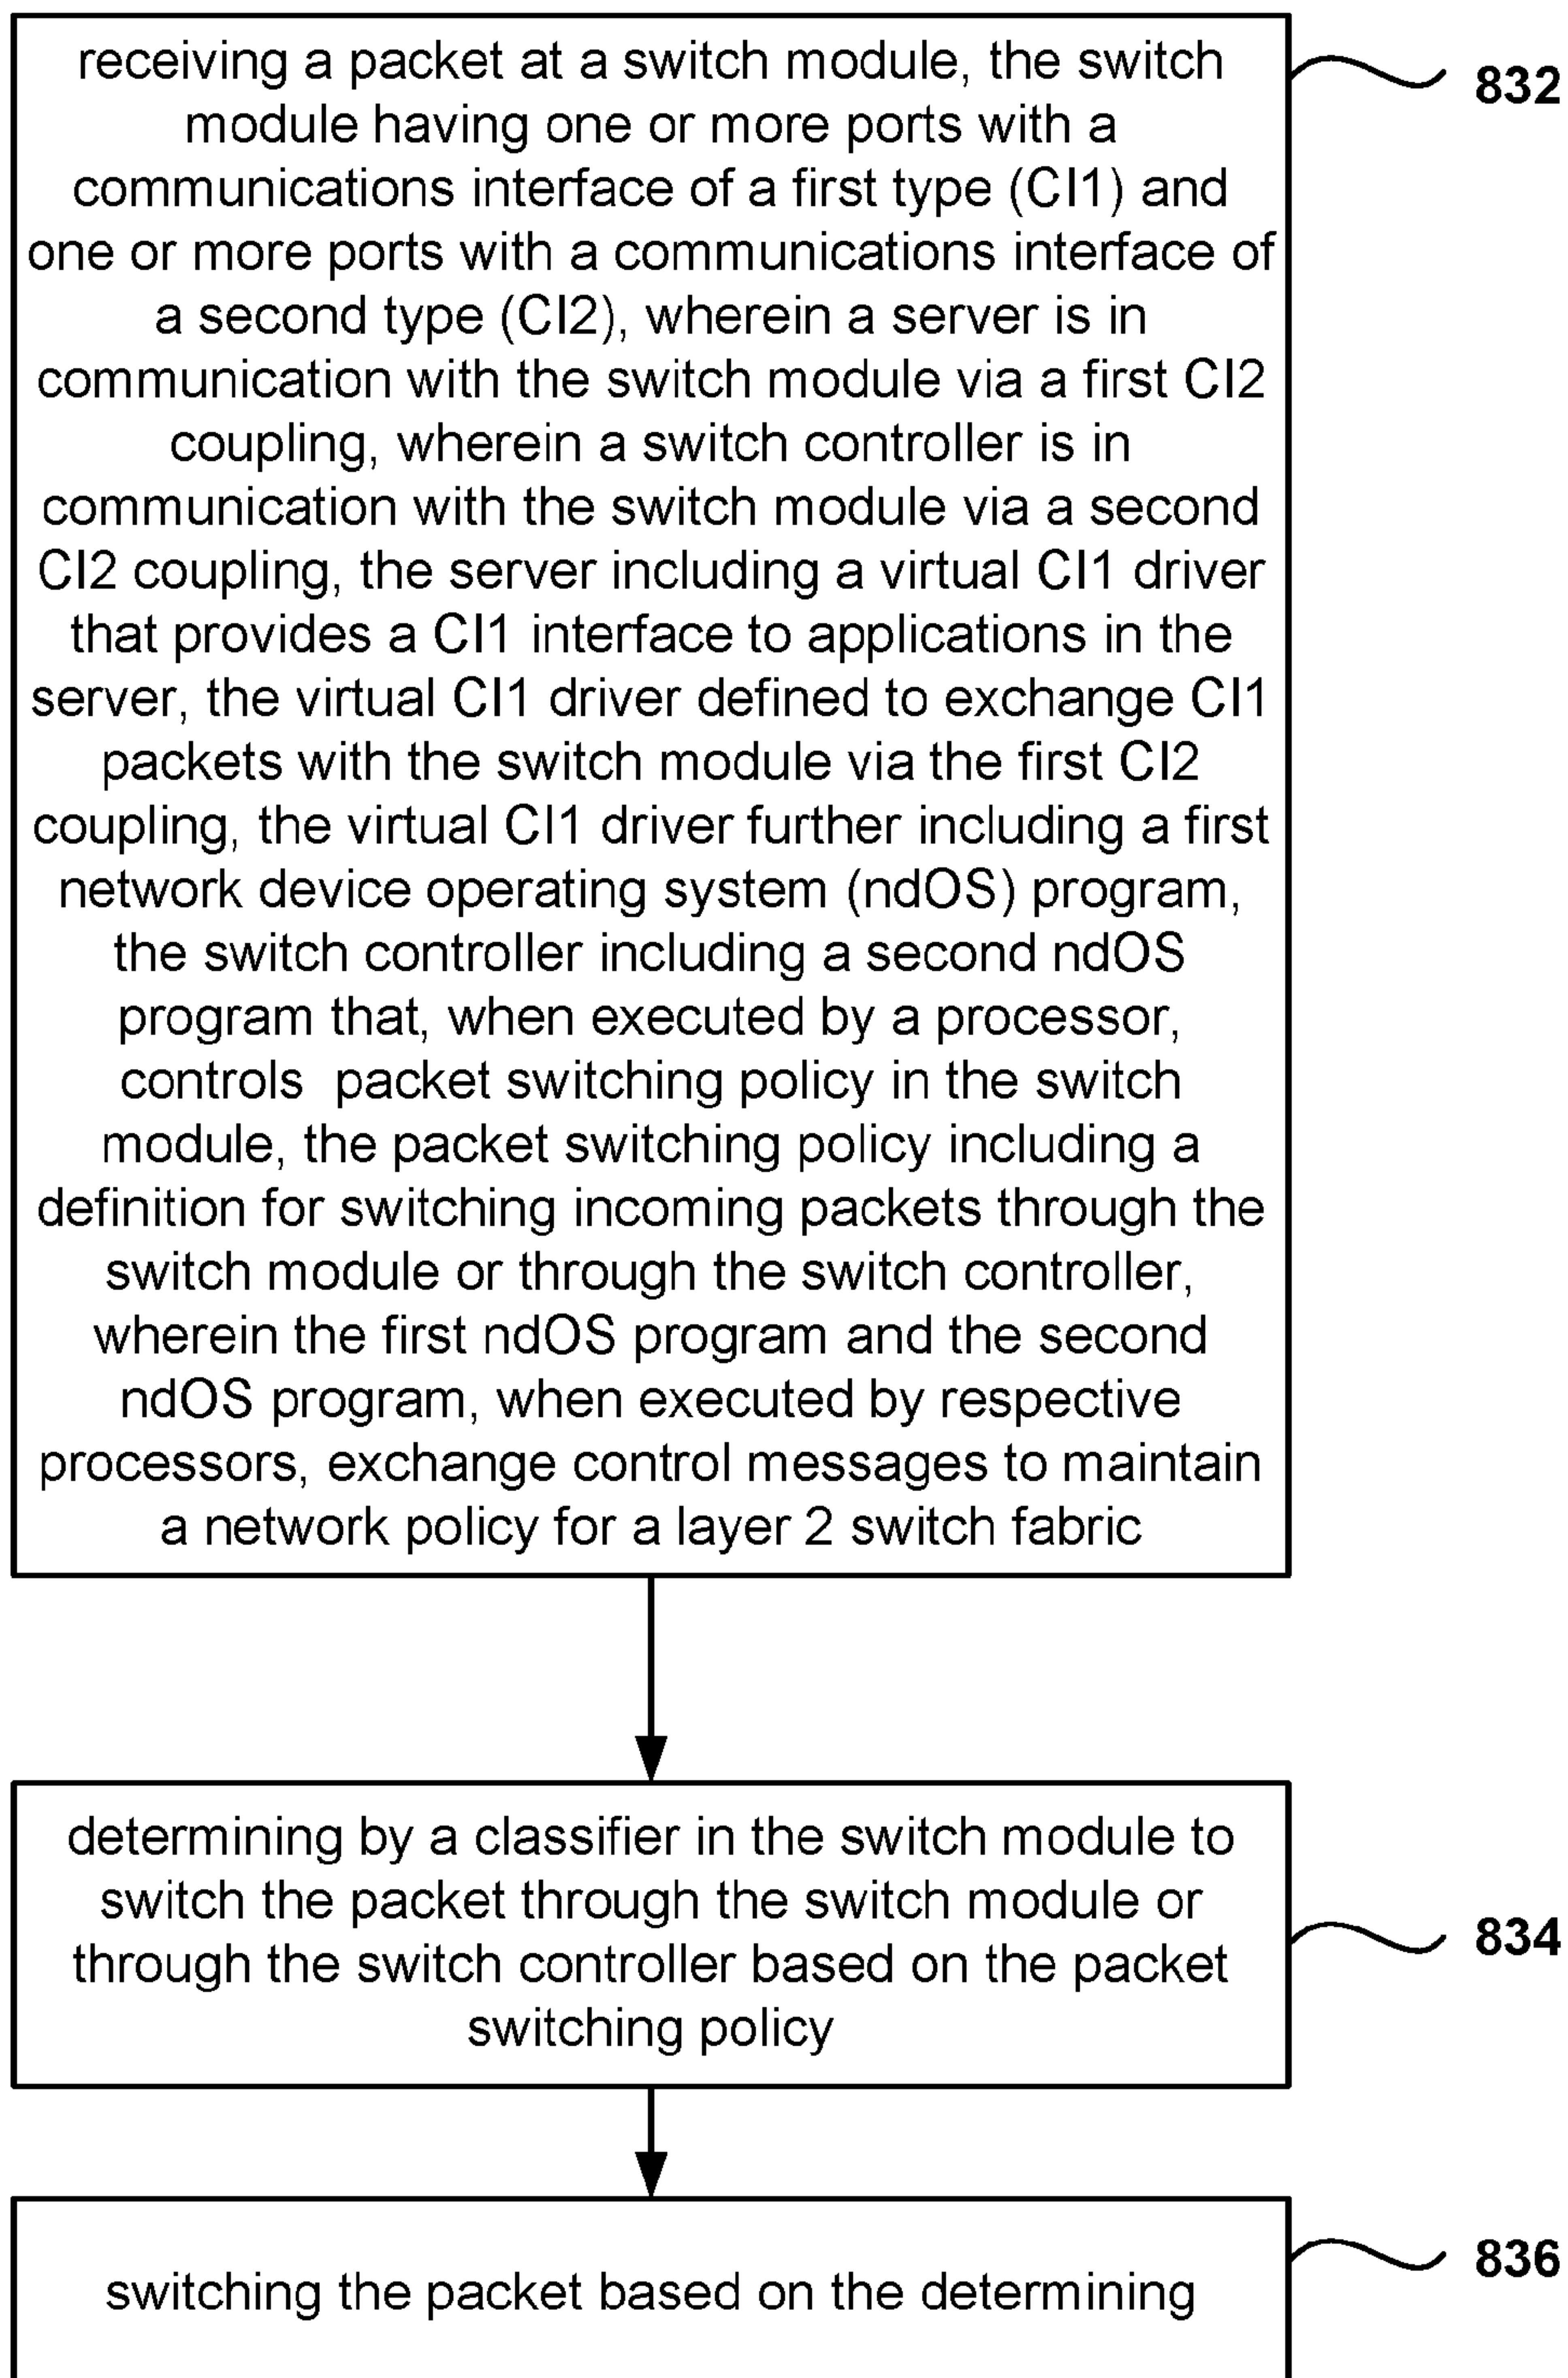 receiving a packet at a switch module, the switch
module having one or more ports with a
communications interface of a first type (CI1) and
one or more ports with a communications interface of
a second type (CI2), wherein a server is in
communication with the switch module via a first CI2
coupling, wherein a switch controller is in
communication with the switch module via a second
CI2 coupling, the server including a virtual CI1 driver
that provides a CI1 interface to applications in the
server, the virtual CI1 driver defined to exchange CI1
packets with the switch module via the first CI2
coupling, the virtual CI1 driver further including a first
network device operating system (ndOS) program,
the switch controller including a second ndOS
program that, when executed by a processor,
controls packet switching policy in the switch
module, the packet switching policy including a
definition for switching incoming packets through the
switch module or through the switch controller,
wherein the first ndOS program and the second
ndOS program, when executed by respective
processors, exchange control messages to maintain
a network policy for a layer 2 switch fabric
832
determining by a classifier in the switch module to
switch the packet through the switch module or
through the switch controller based on the packet
switching policy
834
switching the packet based on the determining
836